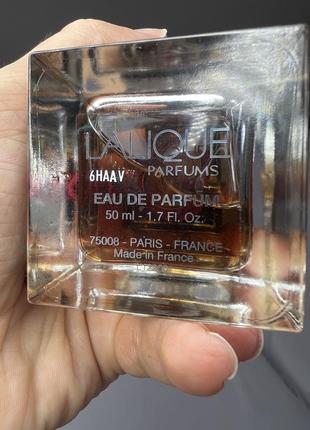 LALIQUE
6HAAV
PARFUMS
EAU DE PARFUM
50 ml - 1.7 Fl. Oz.
75008 - PARIS - FRANCE
Made in France